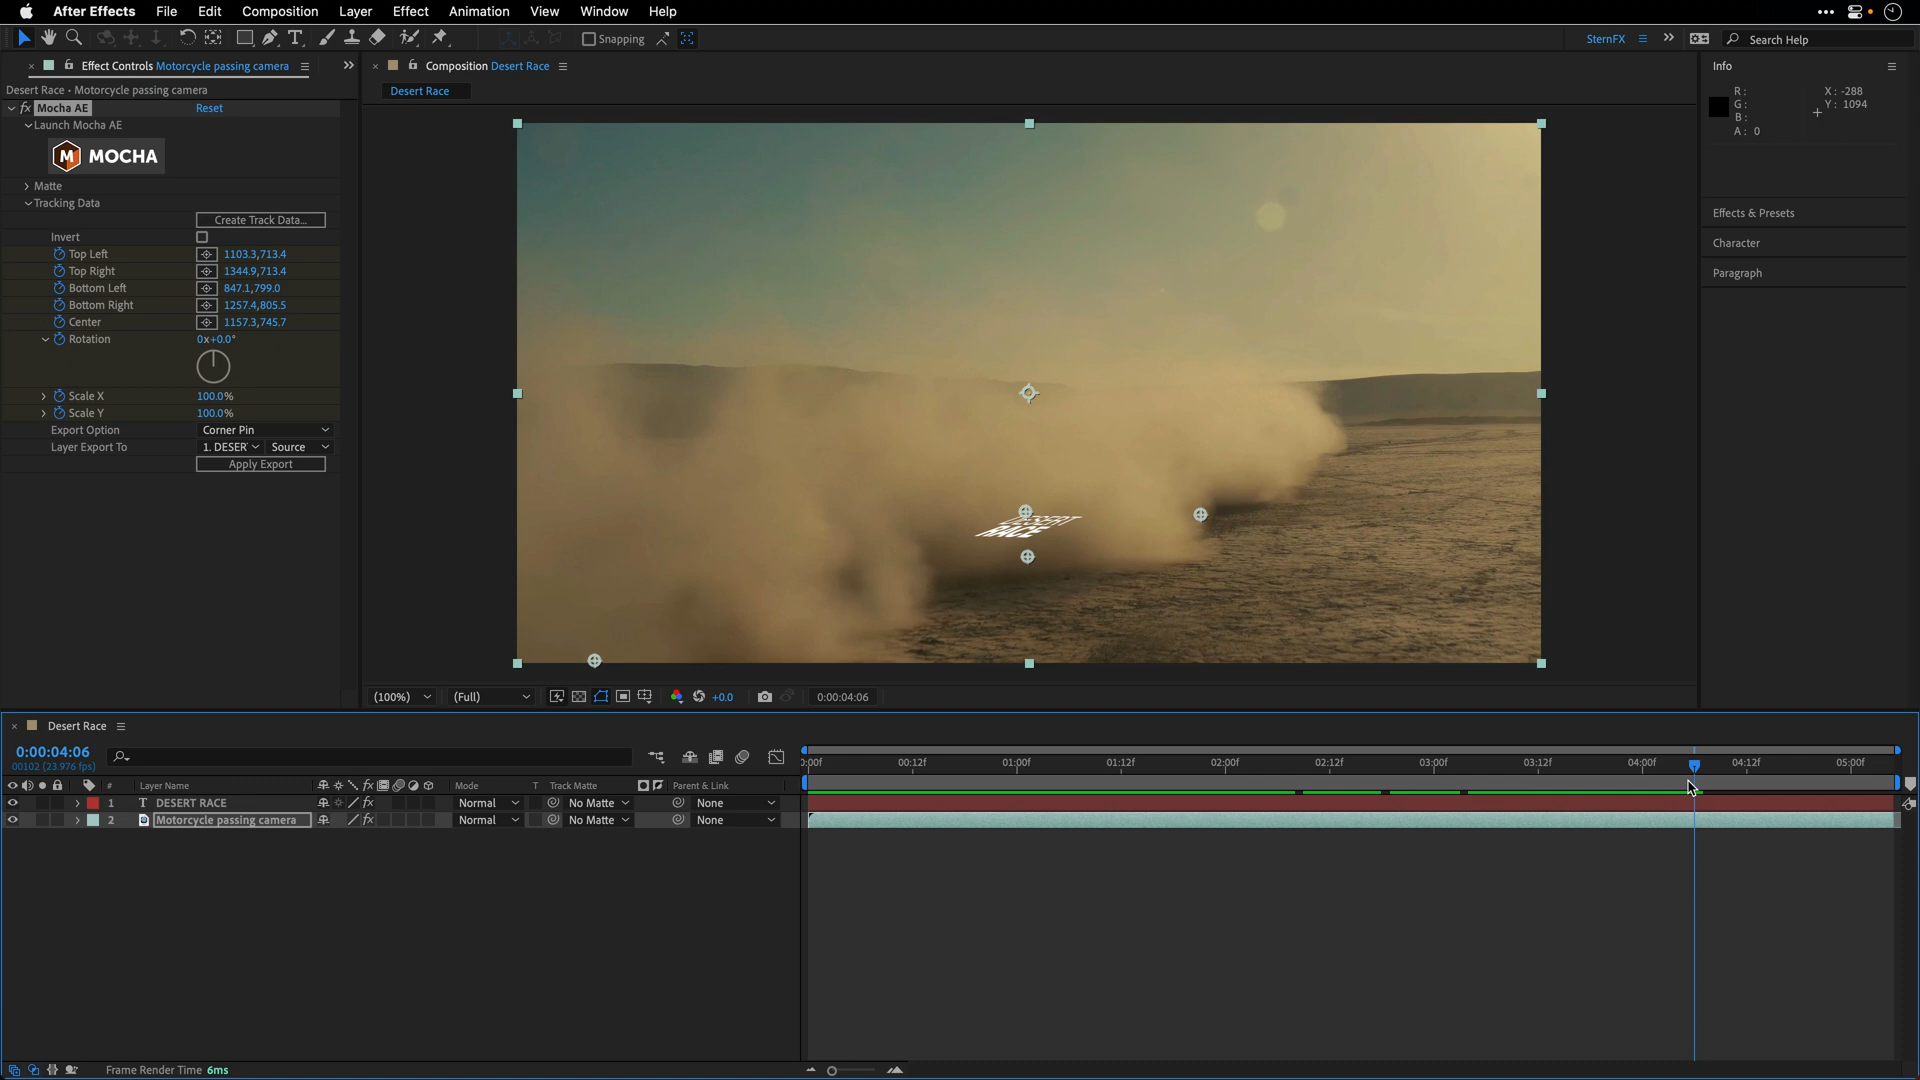 After Effects File Edit Composition Layer Effect Animation View Window Help
Snapping
SternFX
Search Help
Effect Controls Motorcycle passing camera
Desert Race • Motorcycle passing camera
Mocha AE Reset
Launch Mocha AE
M MOCHA
Matte
Tracking Data
Create Track Data...
Invert
Top Left 1103.3,713.4
Top Right 1344.9,713.4
Bottom Left 847.1,799.0
Bottom Right 1257.4,805.5
Center 1157.3,745.7
Rotation 0x+0.0°
Scale X 100.0%
Scale Y 100.0%
Export Option Corner Pin
Layer Export To 1. DESER Source
Apply Export
Composition Desert Race
Desert Race
DESERT
RACE
(100%) (Full) +0.0 0:00:04:06
Info
R: X: -288
G: Y: 1094
B:
A: 0
Effects & Presets
Character
Paragraph
Desert Race
0:00:04:06
00102 (23.976 fps)
# Layer Name Mode T Track Matte Parent & Link
1 T DESERT RACE Normal No Matte None
2 Motorcycle passing camera Normal No Matte None
:00f 00:12f 01:00f 01:12f 02:00f 02:12f 03:00f 03:12f 04:00f 04:12f 05:00f
Frame Render Time 6ms